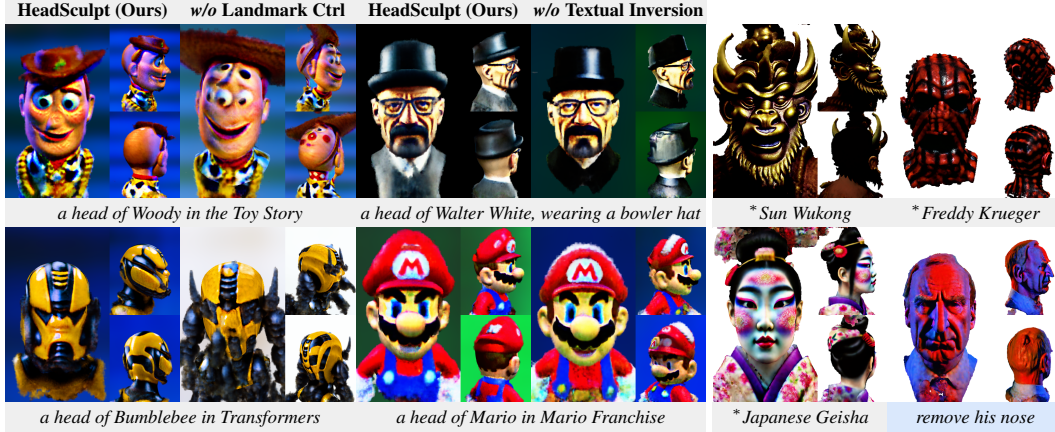 HeadSculpt (Ours) w/o Landmark Ctrl HeadSculpt (Ours) w/o Textual Inversion
a head of Woody in the Toy Story a head of Walter White, wearing a bowler hat * Sun Wukong * Freddy Krueger
M M
a head of Bumblebee in Transformers a head of Mario in Mario Franchise * Japanese Geisha remove his nose